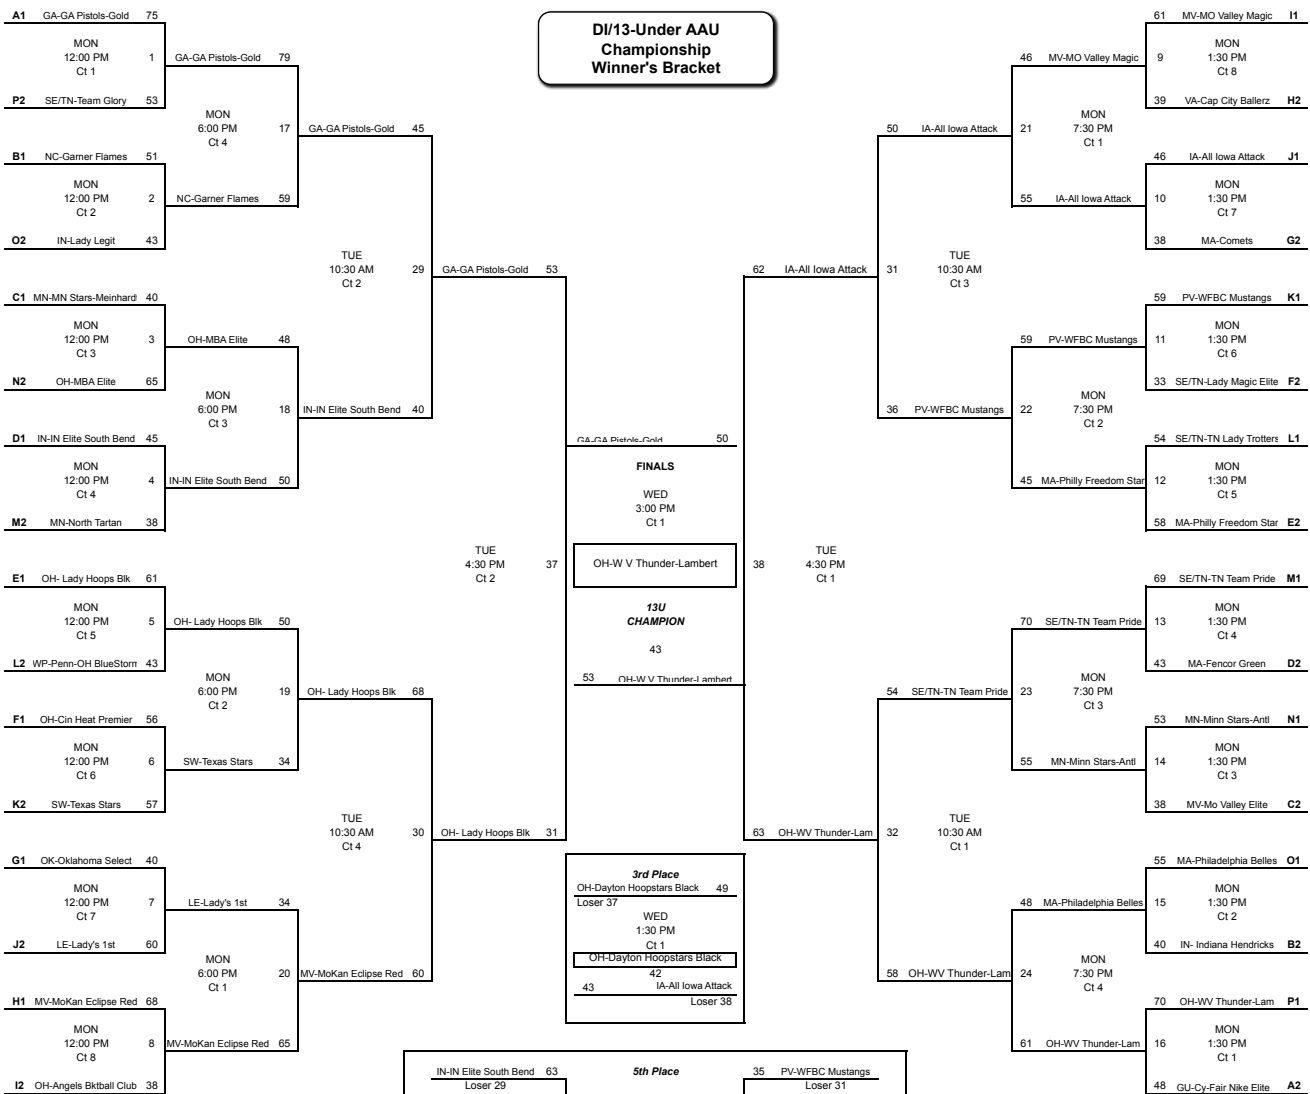 DI/13-Under AAU
Championship
Winner's Bracket
A1 GA-GA Pistols-Gold 75
MON
12:00 PM 1
Ct 1
P2 SE/TN-Team Glory 53
GA-GA Pistols-Gold 79
MON
6:00 PM 17
Ct 4
B1 NC-Garner Flames 51
MON
12:00 PM 2
Ct 2
O2 IN-Lady Legit 43
NC-Garner Flames 59
GA-GA Pistols-Gold 45
TUE
10:30 AM 29
Ct 2
C1 MN-MN Stars-Meinhard 40
MON
12:00 PM 3
Ct 3
N2 OH-MBA Elite 65
OH-MBA Elite 48
MON
6:00 PM 18
Ct 3
D1 IN-IN Elite South Bend 45
MON
12:00 PM 4
Ct 4
M2 MN-North Tartan 38
IN-IN Elite South Bend 50
IN-IN Elite South Bend 40
GA-GA Pistols-Gold 53
TUE
4:30 PM 37
Ct 2
E1 OH- Lady Hoops Blk 61
MON
12:00 PM 5
Ct 5
L2 WP-Penn-OH BlueStorm 43
OH- Lady Hoops Blk 50
MON
6:00 PM 19
Ct 2
F1 OH-Cin Heat Premier 56
MON
12:00 PM 6
Ct 6
K2 SW-Texas Stars 57
SW-Texas Stars 34
OH- Lady Hoops Blk 68
TUE
10:30 AM 30
Ct 4
G1 OK-Oklahoma Select 40
MON
12:00 PM 7
Ct 7
J2 LE-Lady's 1st 60
LE-Lady's 1st 34
MON
6:00 PM 20
Ct 1
H1 MV-MoKan Eclipse Red 68
MON
12:00 PM 8
Ct 8
I2 OH-Angels Bktball Club 38
MV-MoKan Eclipse Red 65
MV-MoKan Eclipse Red 60
OH- Lady Hoops Blk 31
GA-GA Pistols-Gold 50
FINALS
WED
3:00 PM
Ct 1
OH-W V Thunder-Lambert
13U
CHAMPION
43
53 OH-W V Thunder-Lambert
3rd Place
OH-Dayton Hoopstars Black 49
Loser 37
WED
1:30 PM
Ct 1
OH-Dayton Hoopstars Black
42
43 IA-All Iowa Attack
Loser 38
IN-IN Elite South Bend 63
Loser 29
5th Place
35 PV-WFBC Mustangs
Loser 31
61 MV-MO Valley Magic I1
MON
9 1:30 PM
Ct 8
39 VA-Cap City Ballerz H2
46 MV-MO Valley Magic
MON
21 7:30 PM
Ct 1
46 IA-All Iowa Attack J1
MON
10 1:30 PM
Ct 7
38 MA-Comets G2
55 IA-All Iowa Attack
50 IA-All Iowa Attack
TUE
31 10:30 AM
Ct 3
59 PV-WFBC Mustangs K1
MON
11 1:30 PM
Ct 6
33 SE/TN-Lady Magic Elite F2
59 PV-WFBC Mustangs
MON
22 7:30 PM
Ct 2
54 SE/TN-TN Lady Trotters L1
MON
12 1:30 PM
Ct 5
58 MA-Philly Freedom Star E2
45 MA-Philly Freedom Star
36 PV-WFBC Mustangs
62 IA-All Iowa Attack
TUE
38 4:30 PM
Ct 1
69 SE/TN-TN Team Pride M1
MON
13 1:30 PM
Ct 4
43 MA-Fencor Green D2
70 SE/TN-TN Team Pride
MON
23 7:30 PM
Ct 3
53 MN-Minn Stars-Antl N1
MON
14 1:30 PM
Ct 3
38 MV-Mo Valley Elite C2
55 MN-Minn Stars-Antl
54 SE/TN-TN Team Pride
TUE
32 10:30 AM
Ct 1
55 MA-Philadelphia Belles O1
MON
15 1:30 PM
Ct 2
40 IN- Indiana Hendricks B2
48 MA-Philadelphia Belles
MON
24 7:30 PM
Ct 4
70 OH-WV Thunder-Lam P1
MON
16 1:30 PM
Ct 1
48 GU-Cy-Fair Nike Elite A2
61 OH-WV Thunder-Lam
58 OH-WV Thunder-Lam
63 OH-WV Thunder-Lam